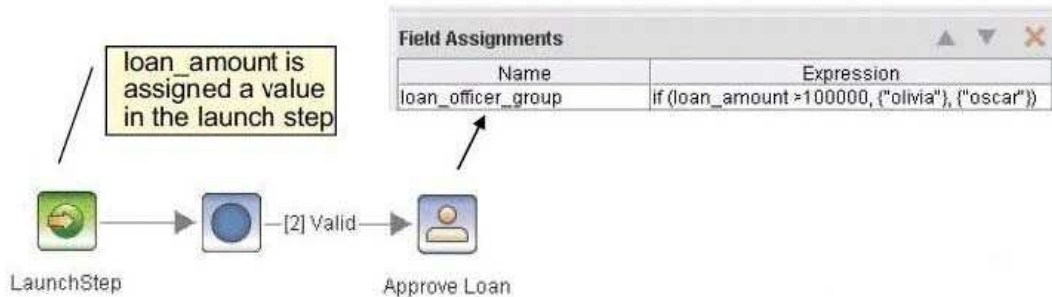 loan_amount is
assigned a value
in the launch step
Field Assignments
Name Expression
loan_officer_group if (loan_amount >100000, {"olivia"}, {"oscar"})
[2] Valid
LaunchStep
Approve Loan